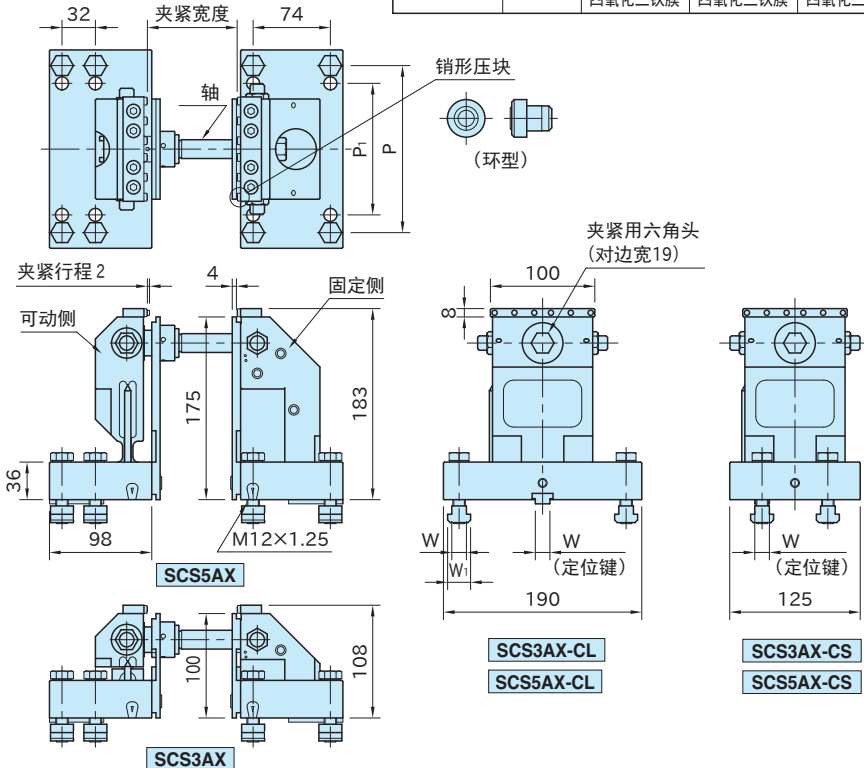 32
夹紧宽度
74
轴
销形压块
P₁
P
(环型)
夹紧行程2
4
固定侧
可动侧
175
183
36
98
M12×1.25
SCS5AX
100
108
SCS3AX
夹紧用六角头
(对边宽19)
100
8
W
W₁
W
(定位键)
190
SCS3AX-CL
SCS5AX-CL
W
(定位键)
125
SCS3AX-CS
SCS5AX-CS